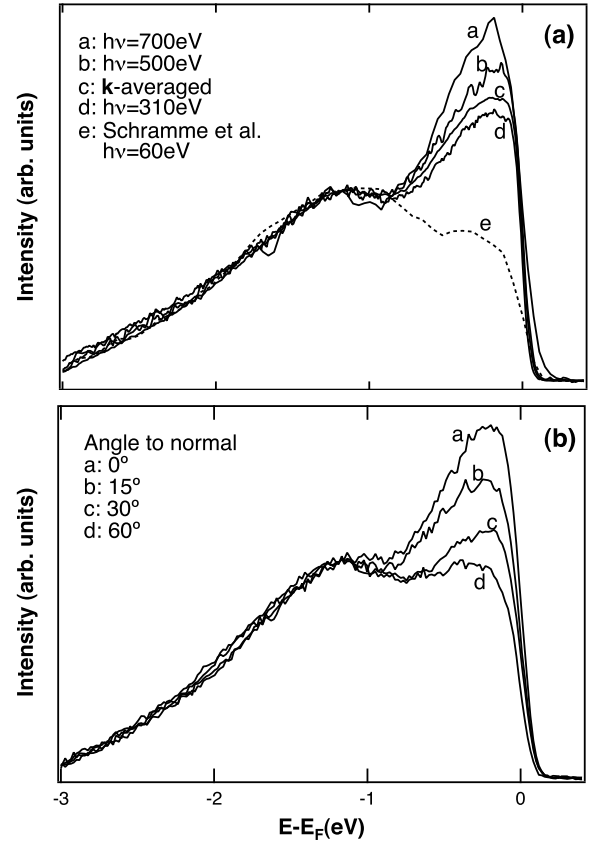 (a)
a: hν=700eV
b: hν=500eV
c: k-averaged
d: hν=310eV
e: Schramme et al.
hν=60eV
a
b
c
d
e
Intensity (arb. units)
(b)
Angle to normal
a: 0º
b: 15º
c: 30º
d: 60º
a
b
c
d
Intensity (arb. units)
-3 -2 -1 0
E-EF(eV)